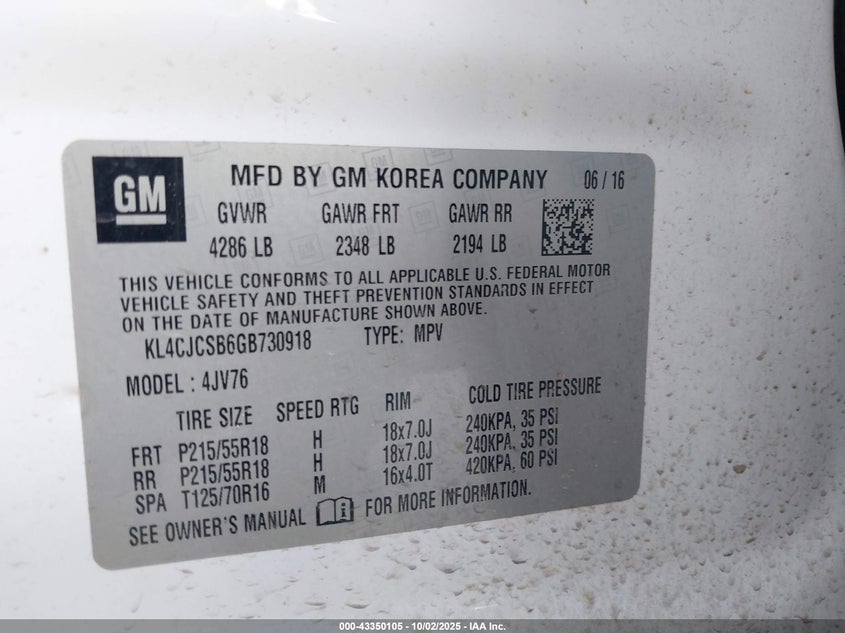 GM MFD BY GM KOREA COMPANY 06 / 16
GVWR GAWR FRT GAWR RR
4286 LB 2348 LB 2194 LB
THIS VEHICLE CONFORMS TO ALL APPLICABLE U.S. FEDERAL MOTOR
VEHICLE SAFETY AND THEFT PREVENTION STANDARDS IN EFFECT
ON THE DATE OF MANUFACTURE SHOWN ABOVE.
KL4CJCSB6GB730918 TYPE: MPV
MODEL : 4JV76
TIRE SIZE SPEED RTG RIM COLD TIRE PRESSURE
FRT P215/55R18 H 18x7.0J 240KPA, 35 PSI
RR P215/55R18 H 18x7.0J 240KPA, 35 PSI
SPA T125/70R16 M 16x4.0T 420KPA, 60 PSI
SEE OWNER'S MANUAL FOR MORE INFORMATION.
000-43350105 - 10/02/2025 - IAA Inc.